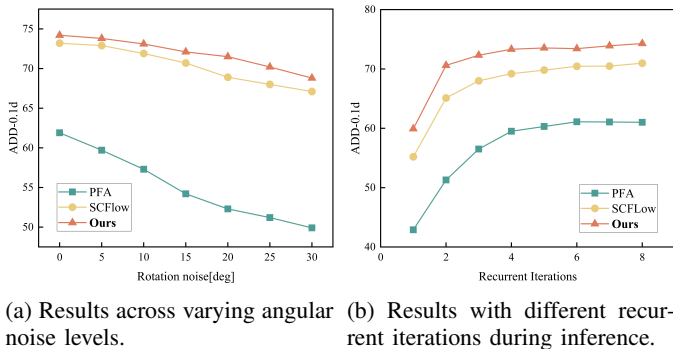 75
70
65
60
55
50
ADD-0.1d
PFA
SCFlow
Ours
0 5 10 15 20 25 30
Rotation noise[deg]
80
70
60
50
40
ADD-0.1d
PFA
SCFLow
Ours
0 2 4 6 8
Recurrent Iterations
(a) Results across varying angular
noise levels.
(b) Results with different recur-
rent iterations during inference.